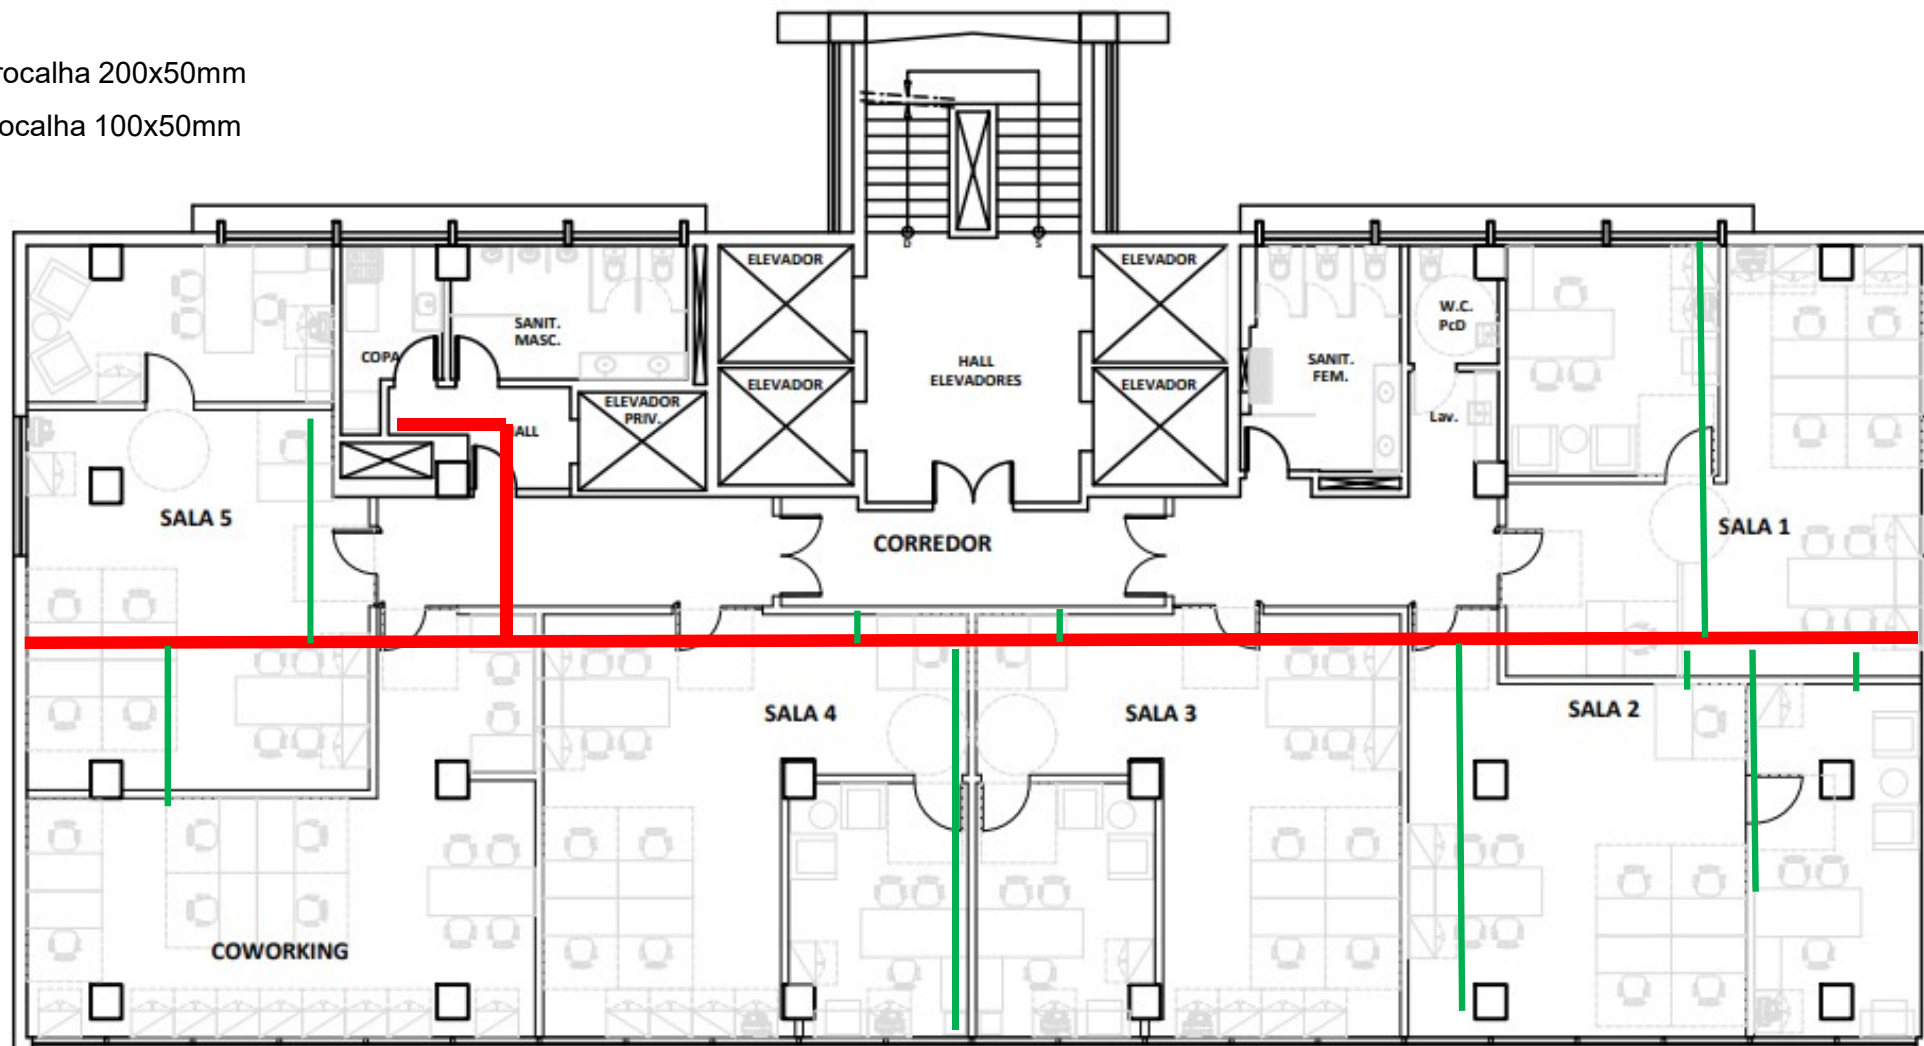 rocalha 200x50mm
ocalha 100x50mm
ELEVADOR
ELEVADOR
W.C.
PcD
SANIT.
MASC.
COPA
HALL
ELEVADORES
SANIT.
FEM.
ELEVADOR
ELEVADOR
ELEVADOR
PRIV.
Lav.
ALL
SALA 5
SALA 1
CORREDOR
SALA 4
SALA 3
SALA 2
COWORKING